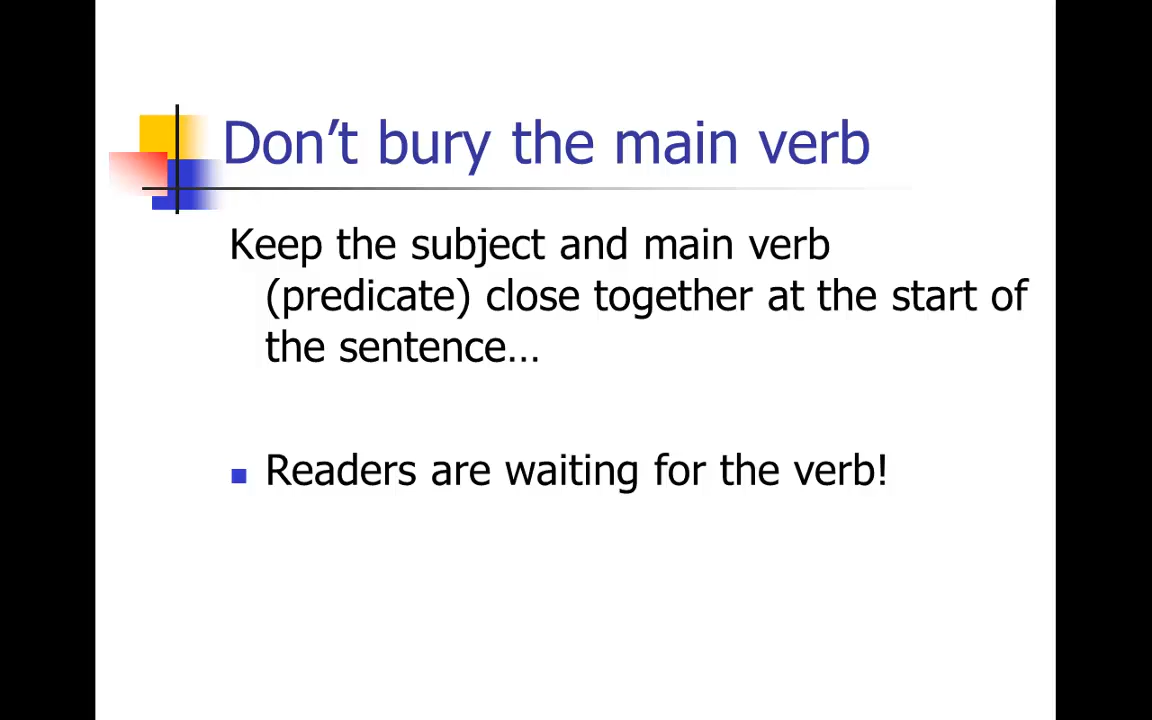 Don’t bury the main verb
Keep the subject and main verb
(predicate) close together at the start of
the sentence…
Readers are waiting for the verb!